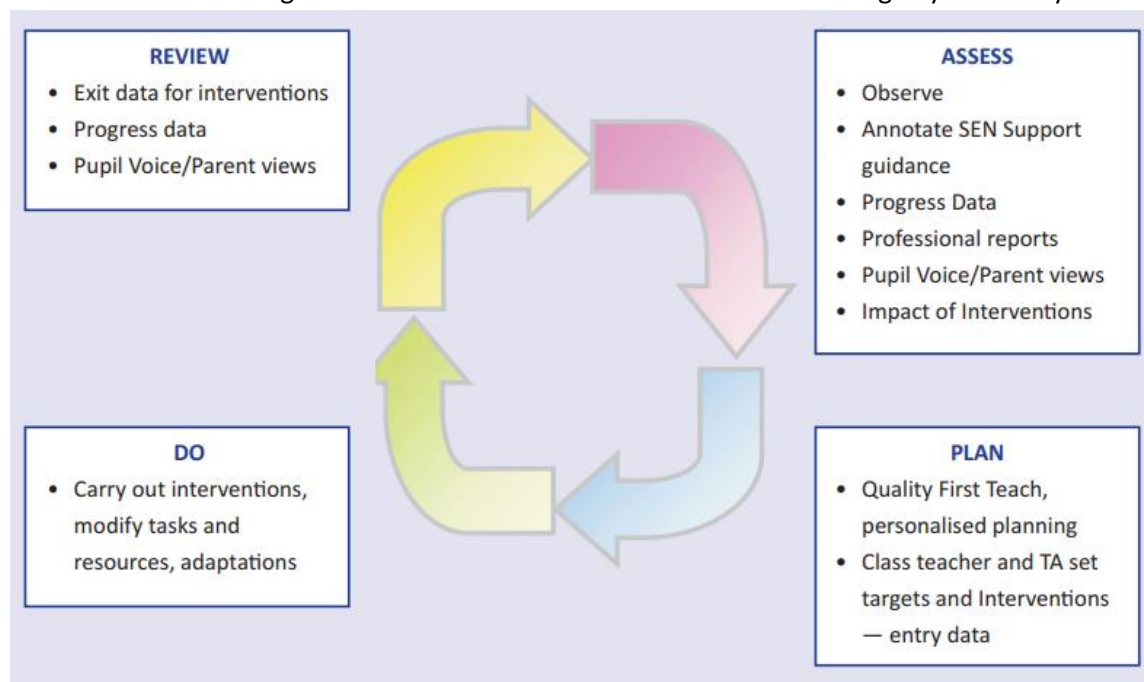 REVIEW
• Exit data for interventions
• Progress data
• Pupil Voice/Parent views
ASSESS
• Observe
• Annotate SEN Support
guidance
• Progress Data
• Professional reports
• Pupil Voice/Parent views
• Impact of Interventions
DO
• Carry out interventions,
modify tasks and
resources, adaptations
PLAN
• Quality First Teach,
personalised planning
• Class teacher and TA set
targets and Interventions
— entry data